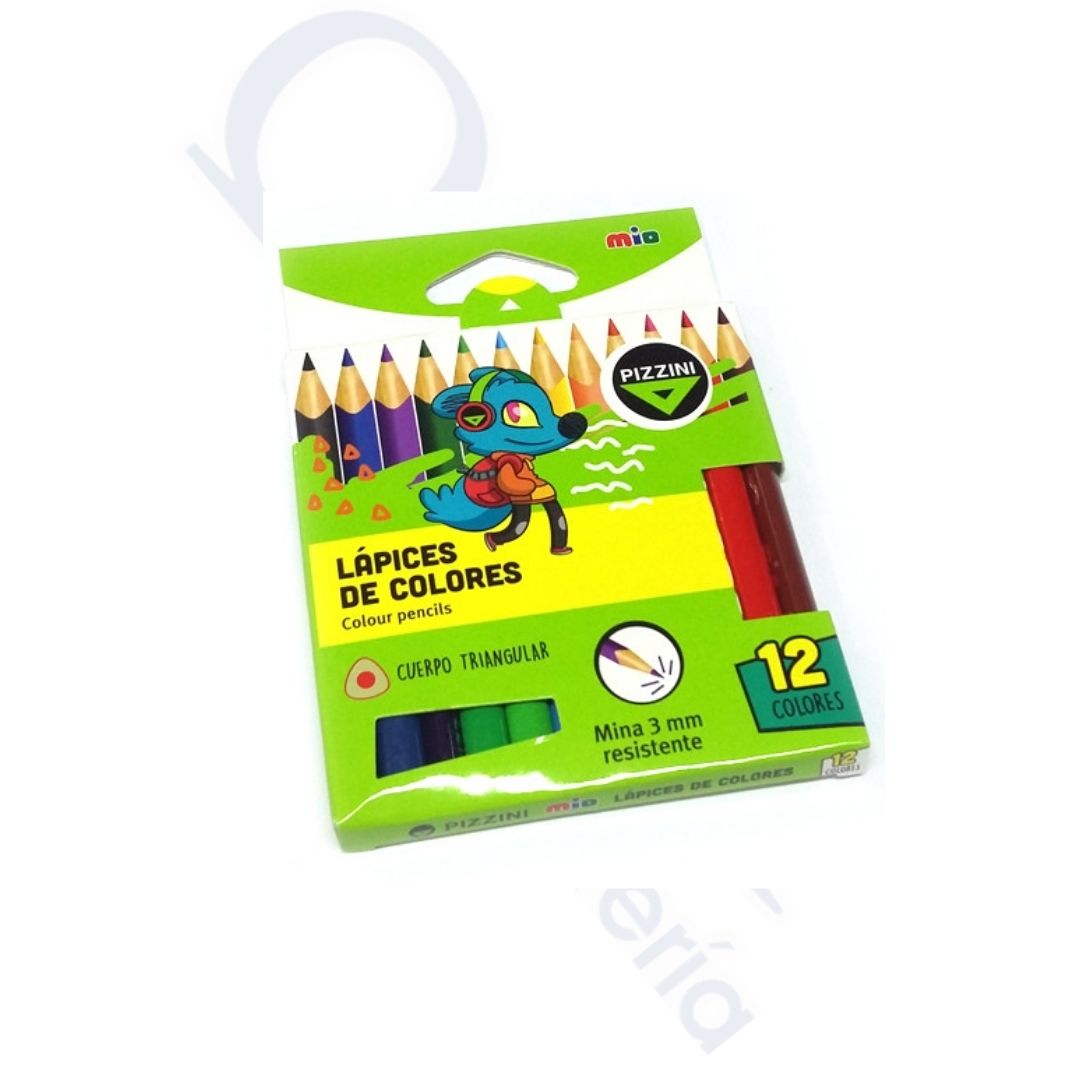 mio
PIZZINI
LÁPICES
DE COLORES
Colour pencils
CUERPO TRIANGULAR
Mina 3 mm
resistente
12
COLORES
PIZZINI mio LÁPICES DE COLORES
12
COLORES
ería